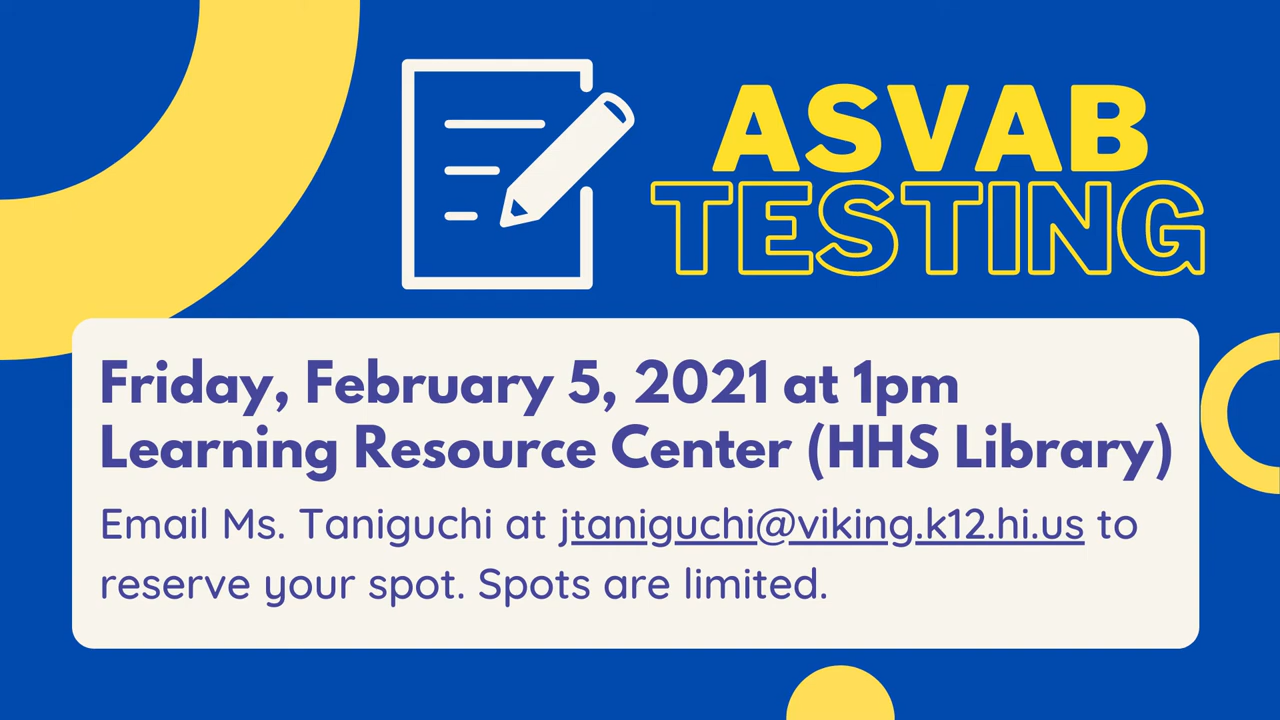 ASVAB
TESTING
Friday, February 5, 2021 at 1pm
Learning Resource Center (HHS Library)
Email Ms. Taniguchi at jtaniguchi@viking.k12.hi.us to
reserve your spot. Spots are limited.